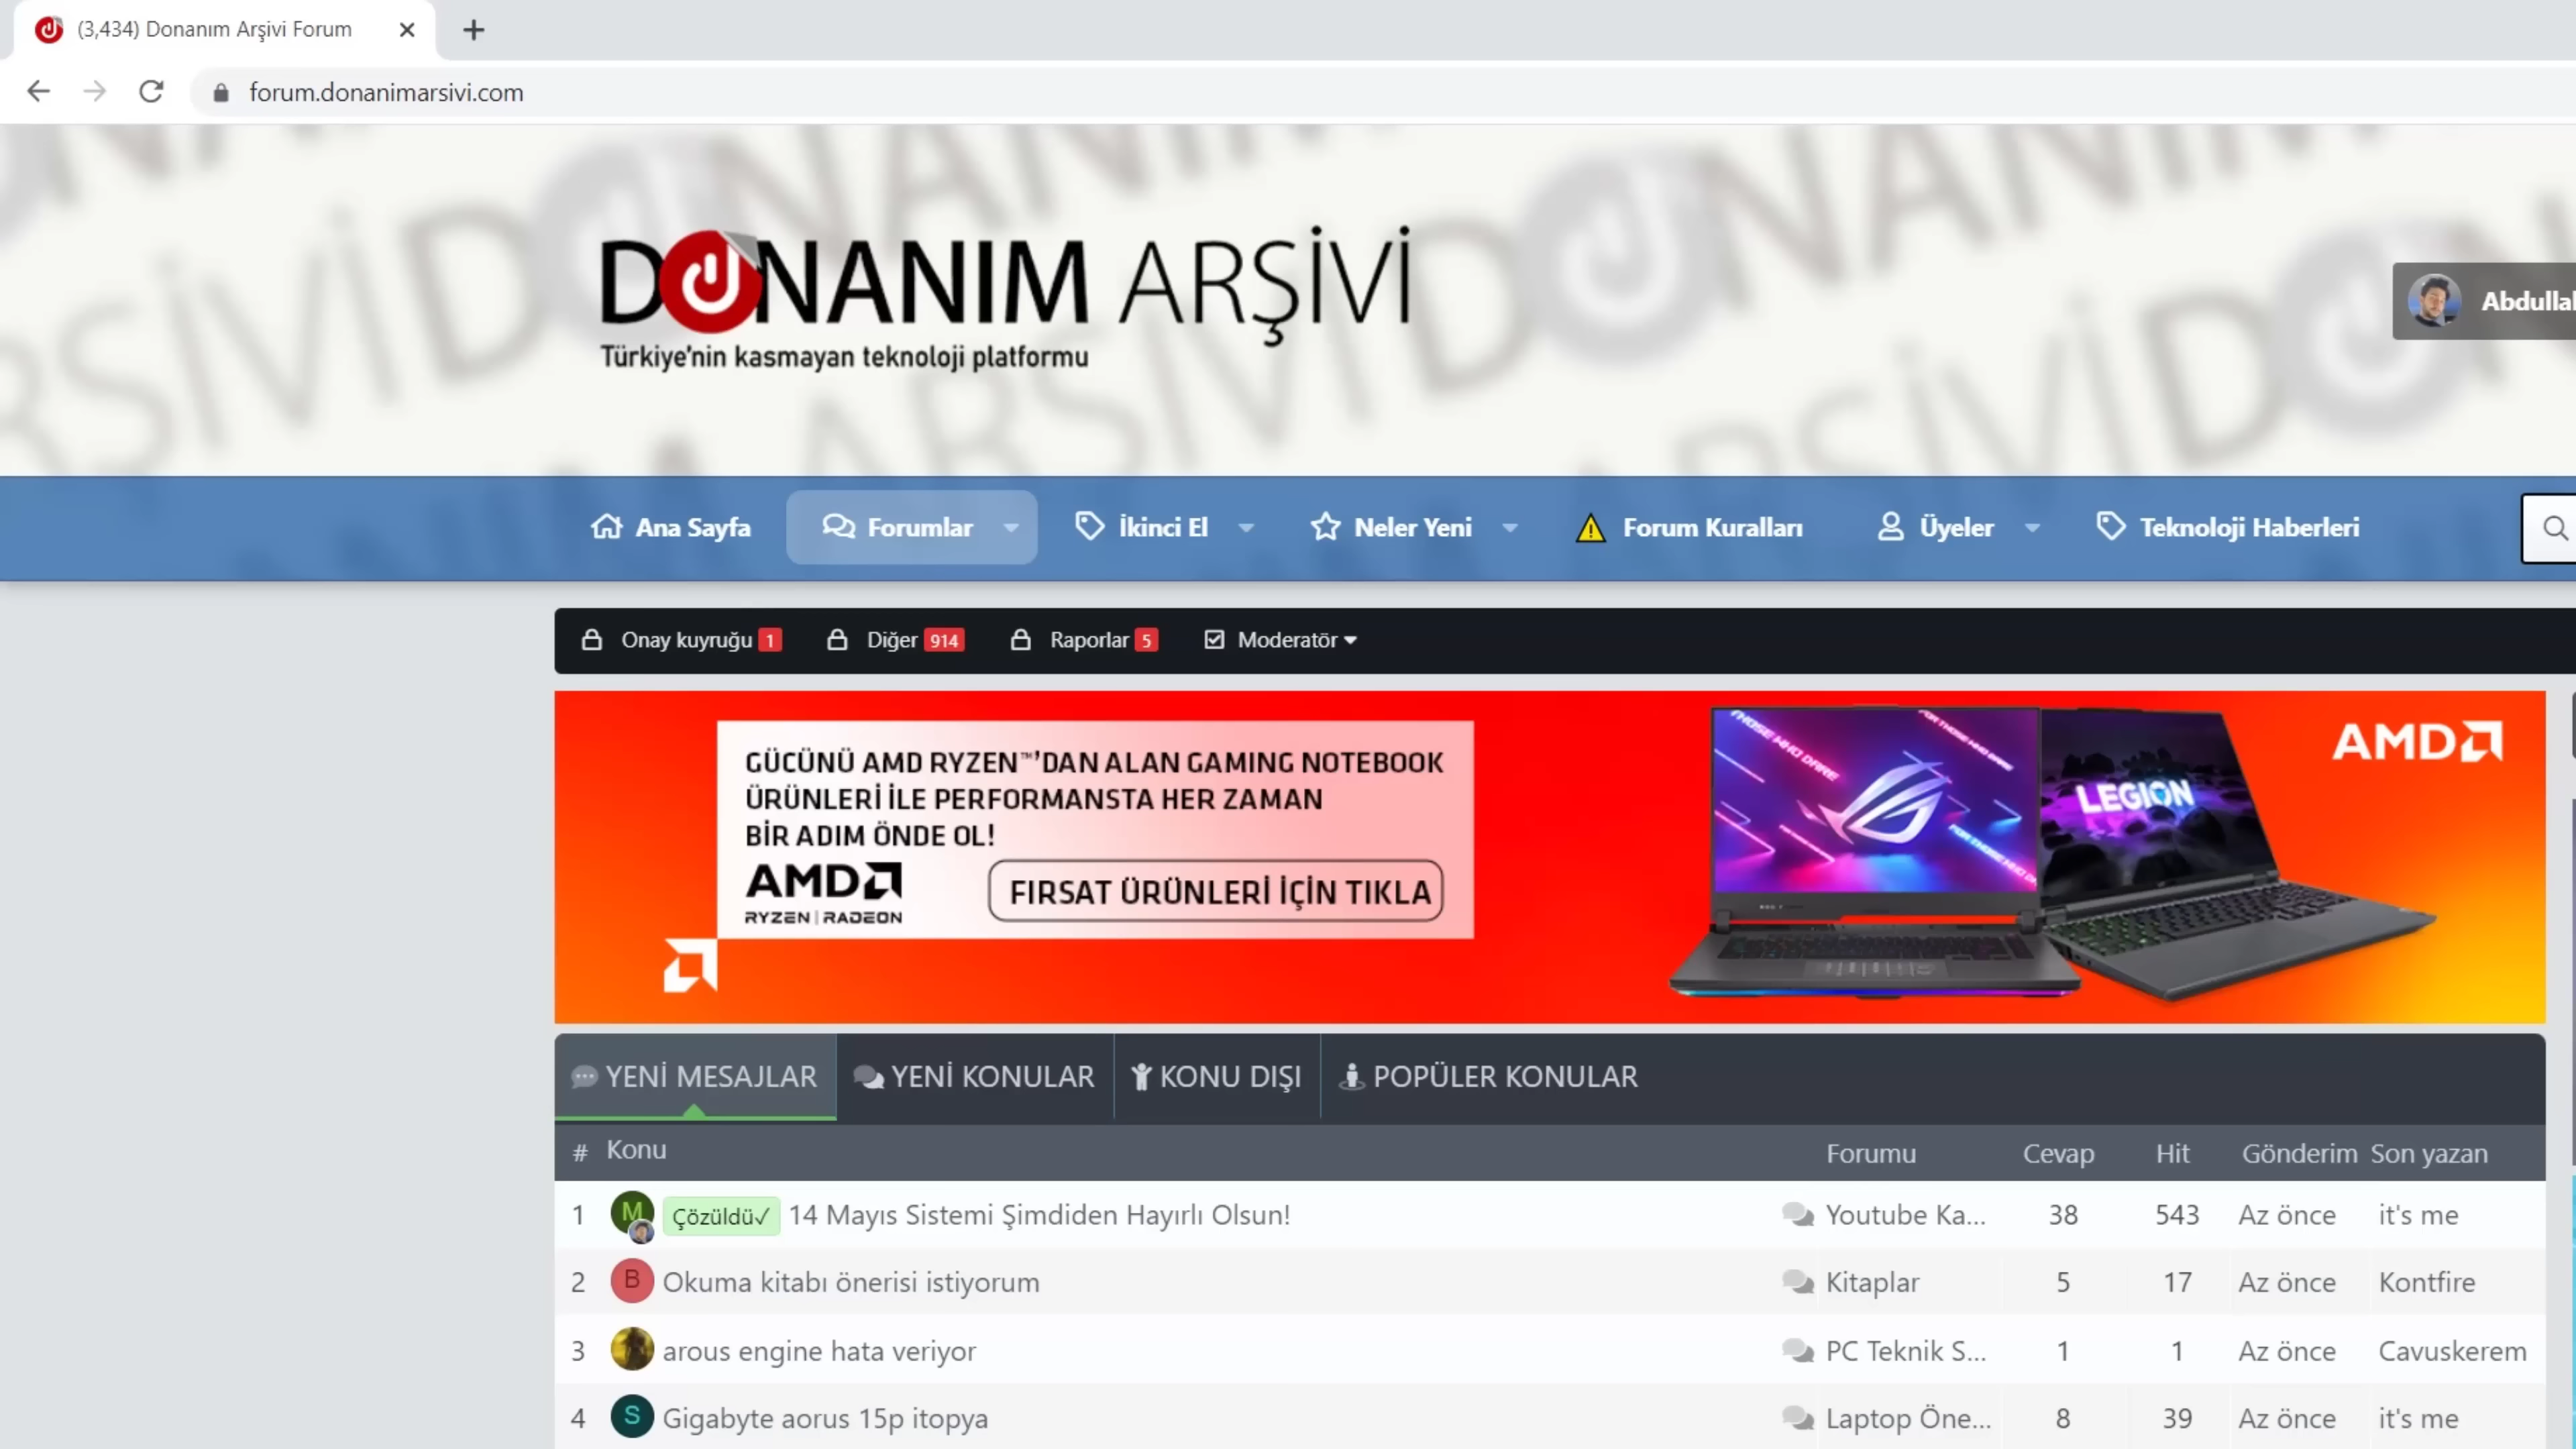 (3,434) Donanım Arşivi Forum
forum.donanimarsivi.com
DONANIM ARŞİVİ
Türkiye'nin kasmayan teknoloji platformu
Ana Sayfa Forumlar İkinci El Neler Yeni Forum Kuralları Üyeler Teknoloji Haberleri
Onay kuyruğu 1 Diğer 914 Raporlar 5 Moderatör
GÜCÜNÜ AMD RYZEN™'DAN ALAN GAMING NOTEBOOK
ÜRÜNLERİ İLE PERFORMANSTA HER ZAMAN
BİR ADIM ÖNDE OL!
AMD
RYZEN | RADEON
FIRSAT ÜRÜNLERİ İÇİN TIKLA
FOR THOSE WHO DARE
LEGION
AMD
YENİ MESAJLAR YENİ KONULAR KONU DIŞI POPÜLER KONULAR
# Konu Forumu Cevap Hit Gönderim Son yazan
1 M Çözüldü✓ 14 Mayıs Sistemi Şimdiden Hayırlı Olsun! Youtube Ka... 38 543 Az önce it's me
2 B Okuma kitabı önerisi istiyorum Kitaplar 5 17 Az önce Kontfire
3 arous engine hata veriyor PC Teknik S... 1 1 Az önce Cavuskerem
4 S Gigabyte aorus 15p itopya Laptop Öne... 8 39 Az önce it's me